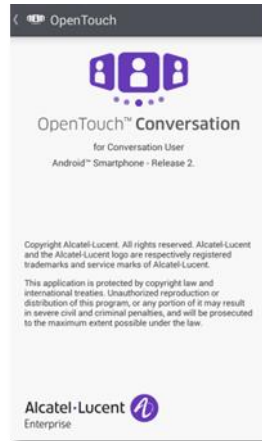 OpenTouch
OpenTouch™ Conversation
for Conversation User
Android™ Smartphone - Release 2.
Copyright Alcatel-Lucent. All rights reserved. Alcatel-Lucent
and the Alcatel-Lucent logo are respectively registered
trademarks and service marks of Alcatel-Lucent.
This application is protected by copyright law and
international treaties. Unauthorized reproduction or
distribution of this program, or any portion of it may result
in severe civil and criminal penalties, and will be prosecuted
to the maximum extent possible under the law.
Alcatel·Lucent
Enterprise